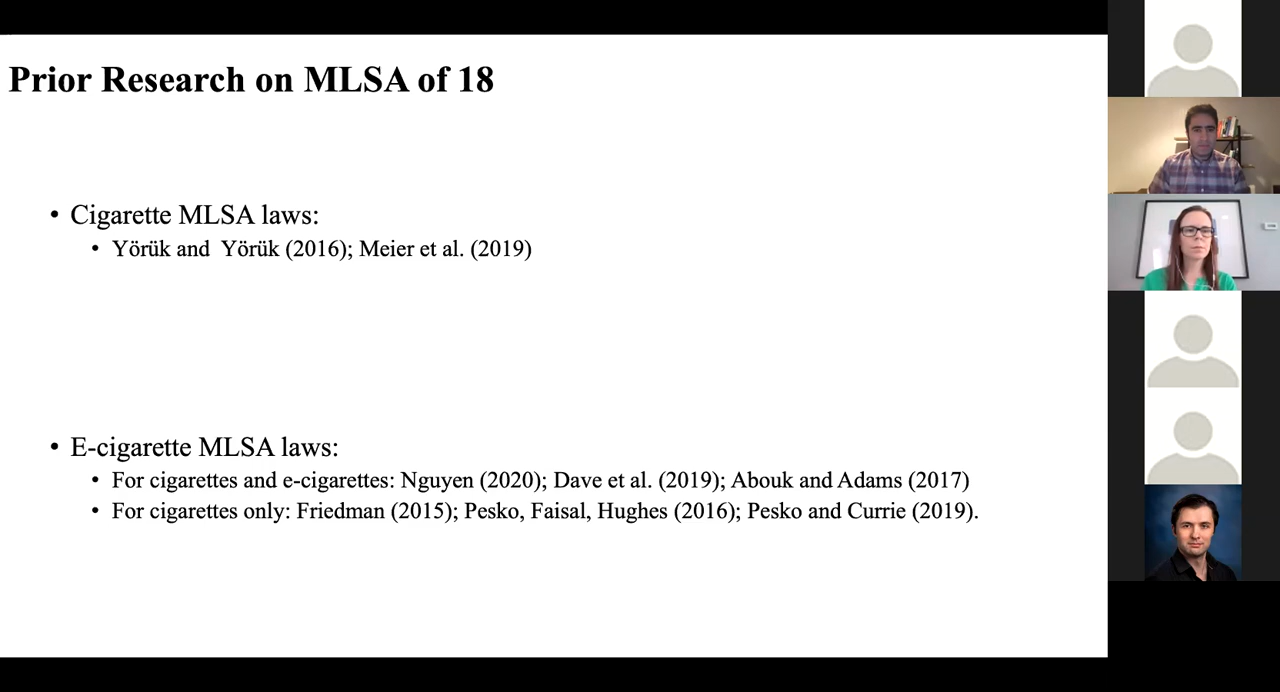 Prior Research on MLSA of 18
• Cigarette MLSA laws:
• Yörük and Yörük (2016); Meier et al. (2019)
• E-cigarette MLSA laws:
• For cigarettes and e-cigarettes: Nguyen (2020); Dave et al. (2019); Abouk and Adams (2017)
• For cigarettes only: Friedman (2015); Pesko, Faisal, Hughes (2016); Pesko and Currie (2019).